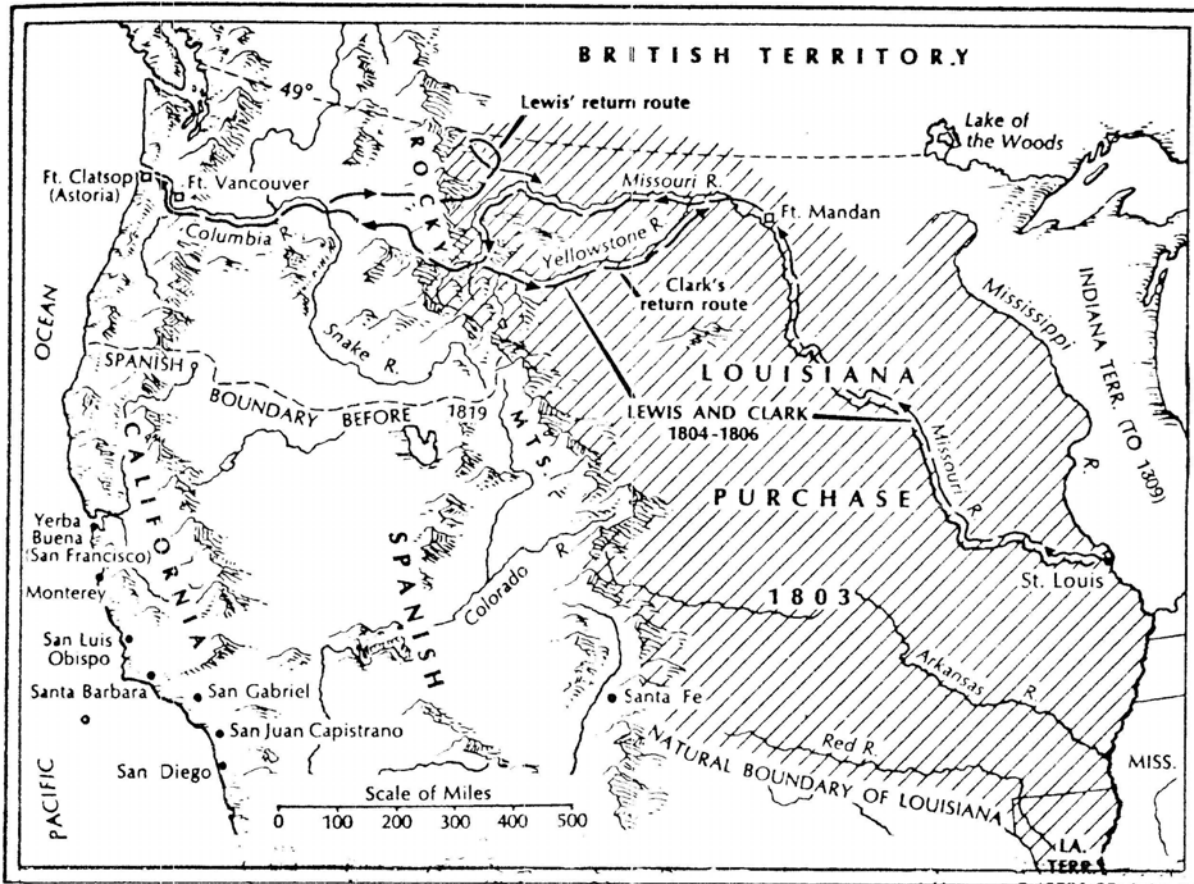 BRITISH TERRITORY
49°
Lewis' return route
Lake of
the Woods
ROCKY
Ft. Clatsop
(Astoria)
Ft. Vancouver
Missouri R.
Ft. Mandan
Columbia R.
Yellowstone R.
Clark's
return route
Mississippi R.
INDIANA TERR. (TO 1809)
OCEAN
Snake R.
SPANISH
BOUNDARY BEFORE 1819
MTS.
LOUISIANA
LEWIS AND CLARK
1804-1806
Missouri R.
PURCHASE
CALIFORNIA
SPANISH
Yerba
Buena
(San Francisco)
Monterey
Colorado R.
St. Louis
1803
San Luis
Obispo
Arkansas R.
Santa Barbara
San Gabriel
Santa Fe
San Juan Capistrano
Red R.
NATURAL BOUNDARY OF LOUISIANA
MISS.
San Diego
PACIFIC
Scale of Miles
0 100 200 300 400 500
LA.
TERR.